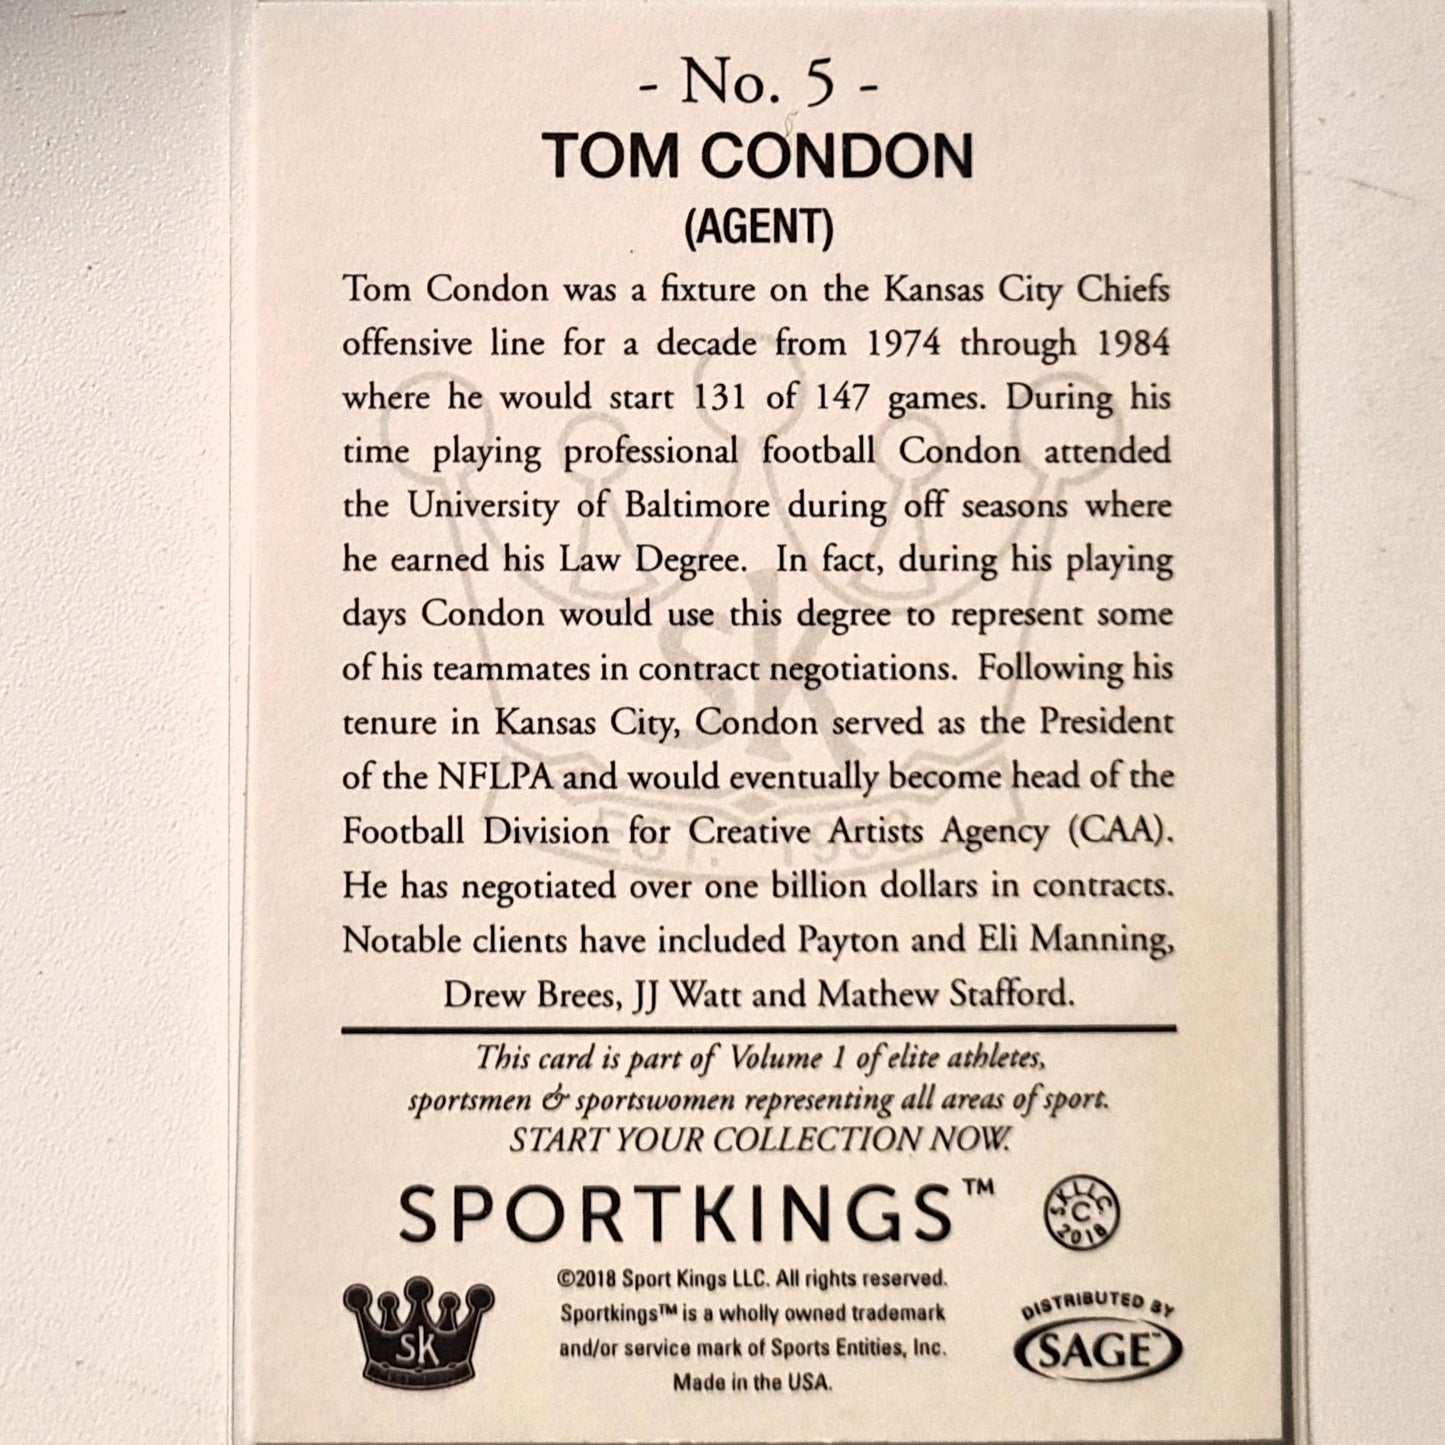 - No. 5 -
TOM CONDON
(AGENT)
Tom Condon was a fixture on the Kansas City Chiefs
offensive line for a decade from 1974 through 1984
where he would start 131 of 147 games. During his
time playing professional football Condon attended
the University of Baltimore during off seasons where
he earned his Law Degree. In fact, during his playing
days Condon would use this degree to represent some
of his teammates in contract negotiations. Following his
tenure in Kansas City, Condon served as the President
of the NFLPA and would eventually become head of the
Football Division for Creative Artists Agency (CAA).
He has negotiated over one billion dollars in contracts.
Notable clients have included Payton and Eli Manning,
Drew Brees, JJ Watt and Mathew Stafford.
This card is part of Volume 1 of elite athletes,
sportsmen & sportswomen representing all areas of sport.
START YOUR COLLECTION NOW.
SPORTKINGS™
SKLLC
C
2018
SK
©2018 Sport Kings LLC. All rights reserved.
Sportkings™ is a wholly owned trademark
and/or service mark of Sports Entities, Inc.
Made in the USA.
DISTRIBUTED BY
SAGE™
SK
EST.